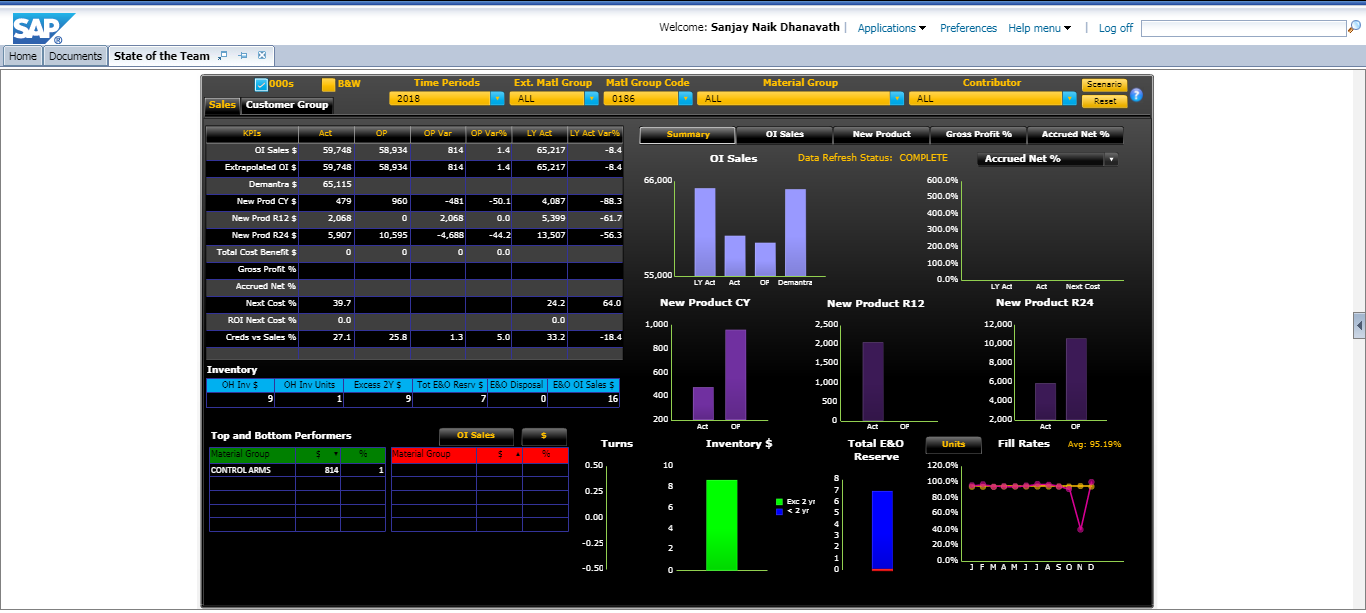 SAP®
Welcome: Sanjay Naik Dhanavath | Applications Preferences Help menu | Log off
Home Documents State of the Team
000s B&W Time Periods Ext. Matl Group Matl Group Code Material Group Contributor Scenario
2018 ALL 0186 ALL ALL Reset ?
Sales Customer Group
KPIs Act OP OP Var OP Var% LY Act LY Act Var%
OI Sales $ 59,748 58,934 814 1.4 65,217 -8.4
Extrapolated OI $ 59,748 58,934 814 1.4 65,217 -8.4
Demantra $ 65,115
New Prod CY $ 479 960 -481 -50.1 4,087 -88.3
New Prod R12 $ 2,068 0 2,068 0.0 5,399 -61.7
New Prod R24 $ 5,907 10,595 -4,688 -44.2 13,507 -56.3
Total Cost Benefit $ 0 0 0 0.0
Gross Profit %
Accrued Net %
Next Cost % 39.7 24.2 64.0
ROI Next Cost % 0.0 0.0
Creds vs Sales % 27.1 25.8 1.3 5.0 33.2 -18.4
Inventory
OH Inv $ OH Inv Units Excess 2Y $ Tot E&O Resrv $ E&O Disposal E&O OI Sales $
9 1 9 7 0 16
Top and Bottom Performers OI Sales $
Material Group $ % Material Group $ %
CONTROL ARMS 814 1
Summary OI Sales New Product Gross Profit % Accrued Net %
OI Sales Data Refresh Status: COMPLETE Accrued Net %
66,000
55,000
LY Act Act OP Demantra
600.0%
500.0%
400.0%
300.0%
200.0%
100.0%
0.0%
LY Act Act Next Cost
New Product CY New Product R12 New Product R24
1,000
800
600
400
200
Act OP
2,500
2,000
1,500
1,000
500
0
Act OP
12,000
10,000
8,000
6,000
4,000
2,000
Act OP
Turns
0.50
0.25
0.00
-0.25
-0.50
Inventory $
10
8
6
4
2
0
Exc 2 yr
< 2 yr
Total E&O
Reserve
8
7
6
5
4
3
2
1
0
Units Fill Rates Avg: 95.19%
120.0%
100.0%
80.0%
60.0%
40.0%
20.0%
0.0%
J F M A M J J A S O N D